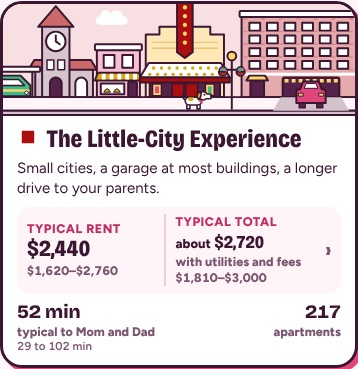 The Little-City Experience
Small cities, a garage at most buildings, a longer
drive to your parents.
TYPICAL RENT
$2,440
$1,620–$2,760
TYPICAL TOTAL
about $2,720
with utilities and fees
$1,810–$3,000
›
52 min
typical to Mom and Dad
29 to 102 min
217
apartments